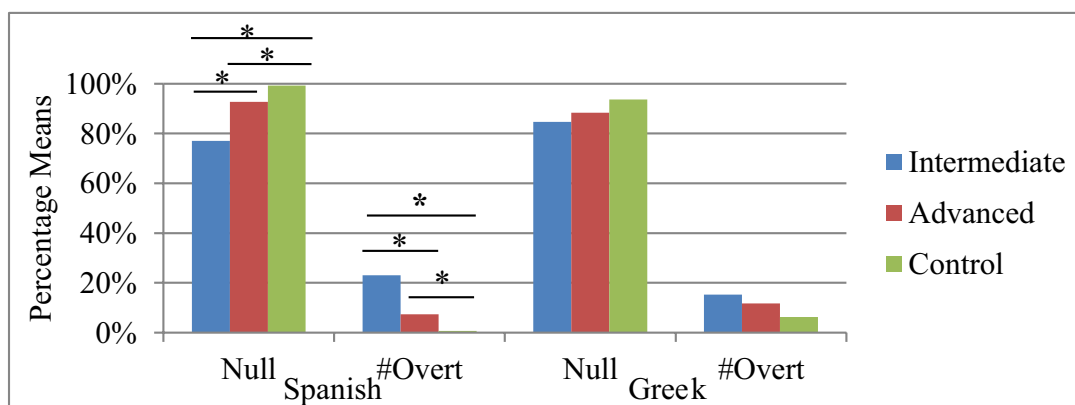 *
*
*
100%
80%
60%
40%
20%
0%
Percentage Means
*
*
*
Null
#Overt
Null
#Overt
Spanish
Greek
Intermediate
Advanced
Control